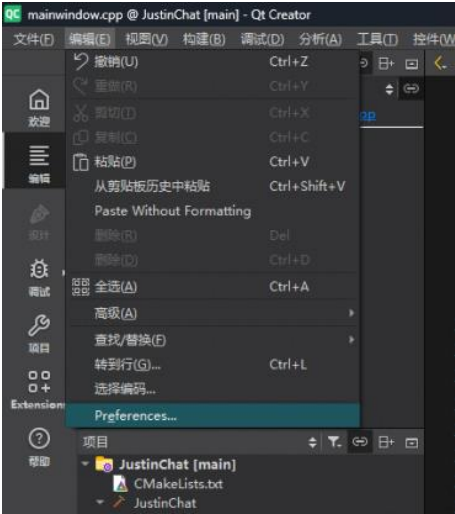 QC mainwindow.cpp @ JustinChat [main] - Qt Creator
文件(F) 编辑(E) 视图(V) 构建(B) 调试(D) 分析(A) 工具(T) 控件(W
撤销(U) Ctrl+Z
重做(R) Ctrl+Y
欢迎
剪切(T) Ctrl+X
复制(C) Ctrl+C
粘贴(P) Ctrl+V
编辑
从剪贴板历史中粘贴 Ctrl+Shift+V
Paste Without Formatting
设计
删除(R) Del
删除(D) Ctrl+D
调试
全选(A) Ctrl+A
高级(A)
项目
查找/替换(F)
转到行(G)... Ctrl+L
选择编码...
Extension
Preferences...
帮助
项目
JustinChat [main]
CMakeLists.txt
JustinChat